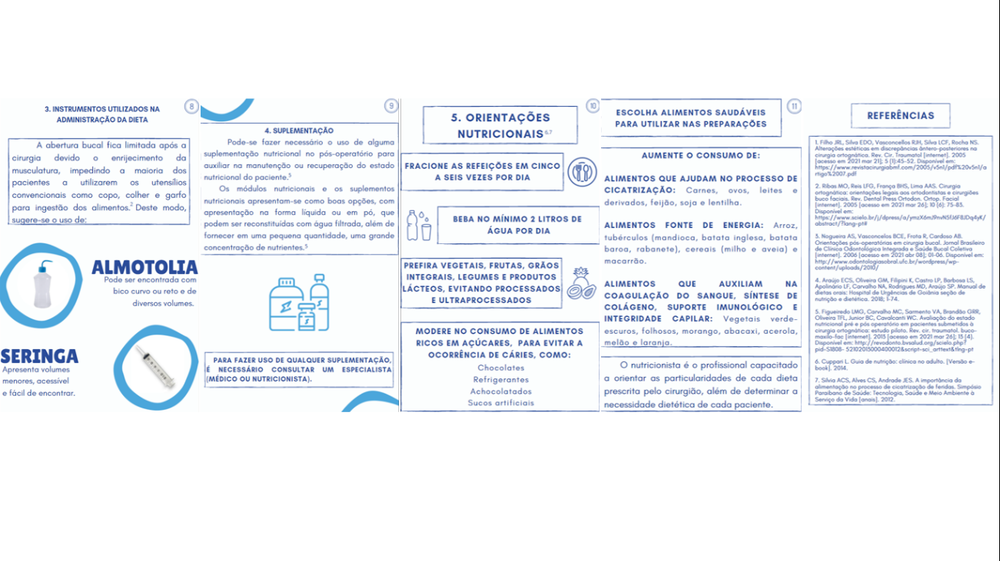 8
3. INSTRUMENTOS UTILIZADOS NA
ADMINISTRAÇÃO DA DIETA
A abertura bucal fica limitada após a
cirurgia devido o enrijecimento da
musculatura, impedindo a maioria dos
pacientes a utilizarem os utensílios
convencionais como copo, colher e garfo
para ingestão dos alimentos.2 Deste modo,
sugere-se o uso de:
ALMOTOLIA
Pode ser encontrada com
bico curvo ou reto e de
diversos volumes.
SERINGA
Apresenta volumes
menores, acessível
e fácil de encontrar.
9
4. SUPLEMENTAÇÃO
Pode-se fazer necessário o uso de alguma
suplementação nutricional no pós-operatório para
auxiliar na manutenção ou recuperação do estado
nutricional do paciente.5
Os módulos nutricionais e os suplementos
nutricionais apresentam-se como boas opções, com
apresentação na forma líquida ou em pó, que
podem ser reconstituídas com água filtrada, além de
fornecer em uma pequena quantidade, uma grande
concentração de nutrientes.5
PARA FAZER USO DE QUALQUER SUPLEMENTAÇÃO,
É NECESSÁRIO CONSULTAR UM ESPECIALISTA
(MÉDICO OU NUTRICIONISTA).
10
5. ORIENTAÇÕES
NUTRICIONAIS6,7
FRACIONE AS REFEIÇÕES EM CINCO
A SEIS VEZES POR DIA
BEBA NO MÍNIMO 2 LITROS DE
ÁGUA POR DIA
PREFIRA VEGETAIS, FRUTAS, GRÃOS
INTEGRAIS, LEGUMES E PRODUTOS
LÁCTEOS, EVITANDO PROCESSADOS
E ULTRAPROCESSADOS
MODERE NO CONSUMO DE ALIMENTOS
RICOS EM AÇÚCARES, PARA EVITAR A
OCORRÊNCIA DE CÁRIES, COMO:
Chocolates
Refrigerantes
Achocolatados
Sucos artificiais
11
ESCOLHA ALIMENTOS SAUDÁVEIS
PARA UTILIZAR NAS PREPARAÇÕES
AUMENTE O CONSUMO DE:
ALIMENTOS QUE AJUDAM NO PROCESSO DE
CICATRIZAÇÃO: Carnes, ovos, leites e
derivados, feijão, soja e lentilha.
ALIMENTOS FONTE DE ENERGIA: Arroz,
tubérculos (mandioca, batata inglesa, batata
baroa, rabanete), cereais (milho e aveia) e
macarrão.
ALIMENTOS QUE AUXILIAM NA
COAGULAÇÃO DO SANGUE, SÍNTESE DE
COLÁGENO, SUPORTE IMUNOLÓGICO E
INTEGRIDADE CAPILAR: Vegetais verde-
escuros, folhosos, morango, abacaxi, acerola,
melão e laranja.
O nutricionista é o profissional capacitado
a orientar as particularidades de cada dieta
prescrita pelo cirurgião, além de determinar a
necessidade dietética de cada paciente.
REFERÊNCIAS
1. Filho JRL, Silva EDO, Vasconcellos RJH, Silva LCF, Rocha NS.
Alterações estéticas em discrepâncias ântero-posteriores na
cirurgia ortognática. Rev. Cir. Traumatol [internet]. 2005
[acesso em 2021 mar 21]; 5 (1):45-52. Disponível em:
https://www.revistacirurgiabmf.com/2005/v5n1/pdf%20v5n1/a
rtigo%2007.pdf
2. Ribas MO, Reis LFG, França BHS, Lima AAS. Cirurgia
ortognática: orientações legais aos ortodontistas e cirurgiões
buco faciais. Rev. Dental Press Ortodon. Ortop. Facial
[internet]. 2005 [acesso em 2021 mar 26]; 10 (6): 75-83.
Disponível em:
abstract/?lang=pt#
3. Nogueira AS, Vasconcelos BCE, Frota R, Cardoso AB.
Orientações pós-operatórias em cirurgia bucal. Jornal Brasileiro
de Clínica Odontológica Integrada e Saúde Bucal Coletiva
[internet]. 2006 [acesso em 2021 abr 08]; 01-06. Disponível em:
http://www.odontologiasobral.ufc.br/wordpress/wp-
content/uploads/2010/
4. Araújo ECS, Oliveira GM, Filipini K, Castro LP, Barbosa LS,
Apolinário LF, Carvalho NA, Rodrigues MD, Araújo SP. Manual de
dietas orais: Hospital de Urgências de Goiânia seção de
nutrição e dietética. 2018; 1-74.
5. Figueiredo LMG, Carvalho MC, Sarmento VA, Brandão GRR,
Oliveira TFL, Junior BC, Cavalcanti WC. Avaliação do estado
nutricional pré e pós operatório em pacientes submetidos à
cirurgia ortognática: estudo piloto. Rev. cir. traumatol. buco-
maxilo-fac [internet]. 2013 [acesso em 2021 mar 26]; 13 (4).
Disponível em: http://revodonto.bvsalud.org/scielo.php?
pid=S1808- 52102013000400012&script=sci_arttext&tlng=pt
6. Cuppari L. Guia de nutrição: clínica no adulto. [Versão e-
book]. 2014.
7. Silvia ACS, Alves CS, Andrade JES. A importância da
alimentação no processo de cicatrização de feridas. Simpósio
Paraibano de Saúde: Tecnologia, Saúde e Meio Ambiente à
Serviço da Vida [anais]. 2012.